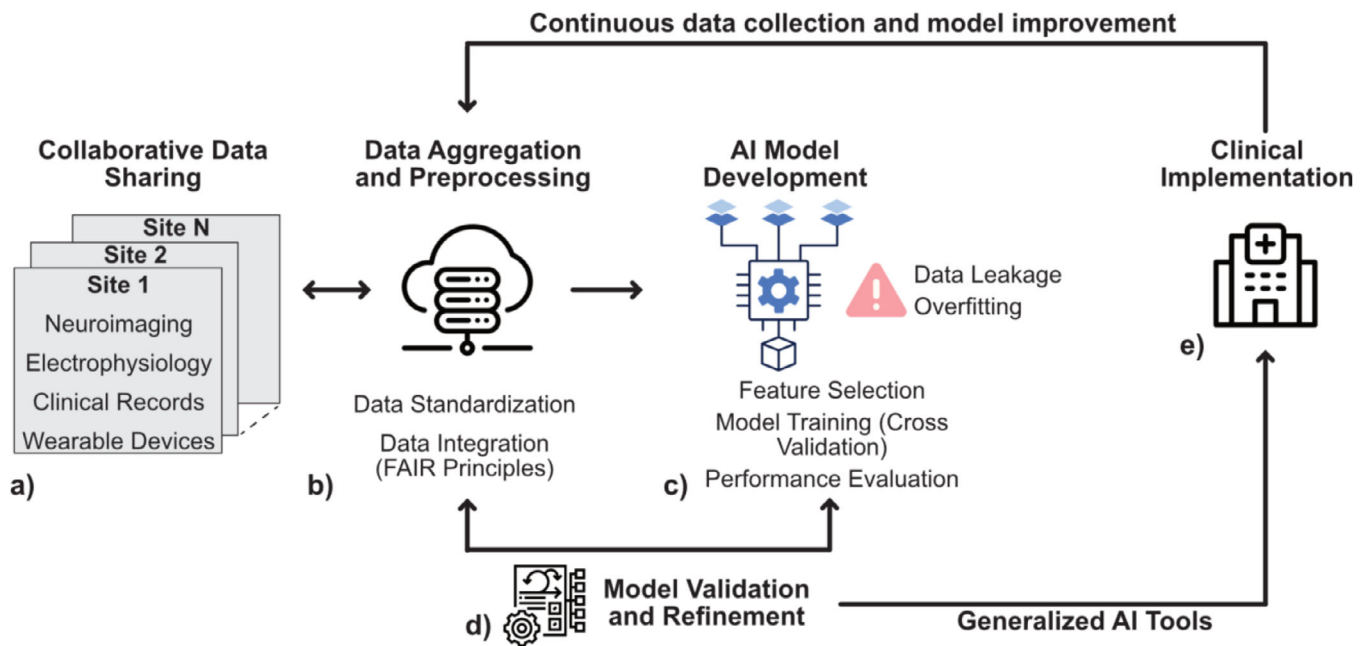 Continuous data collection and model improvement
Collaborative Data
Sharing
Site N
Site 2
Site 1
Neuroimaging
Electrophysiology
Clinical Records
Wearable Devices
a)
Data Aggregation
and Preprocessing
Data Standardization
Data Integration
(FAIR Principles)
b)
AI Model
Development
Data Leakage
Overfitting
Feature Selection
Model Training (Cross
Validation)
Performance Evaluation
c)
Model Validation
and Refinement
d)
Generalized AI Tools
Clinical
Implementation
e)